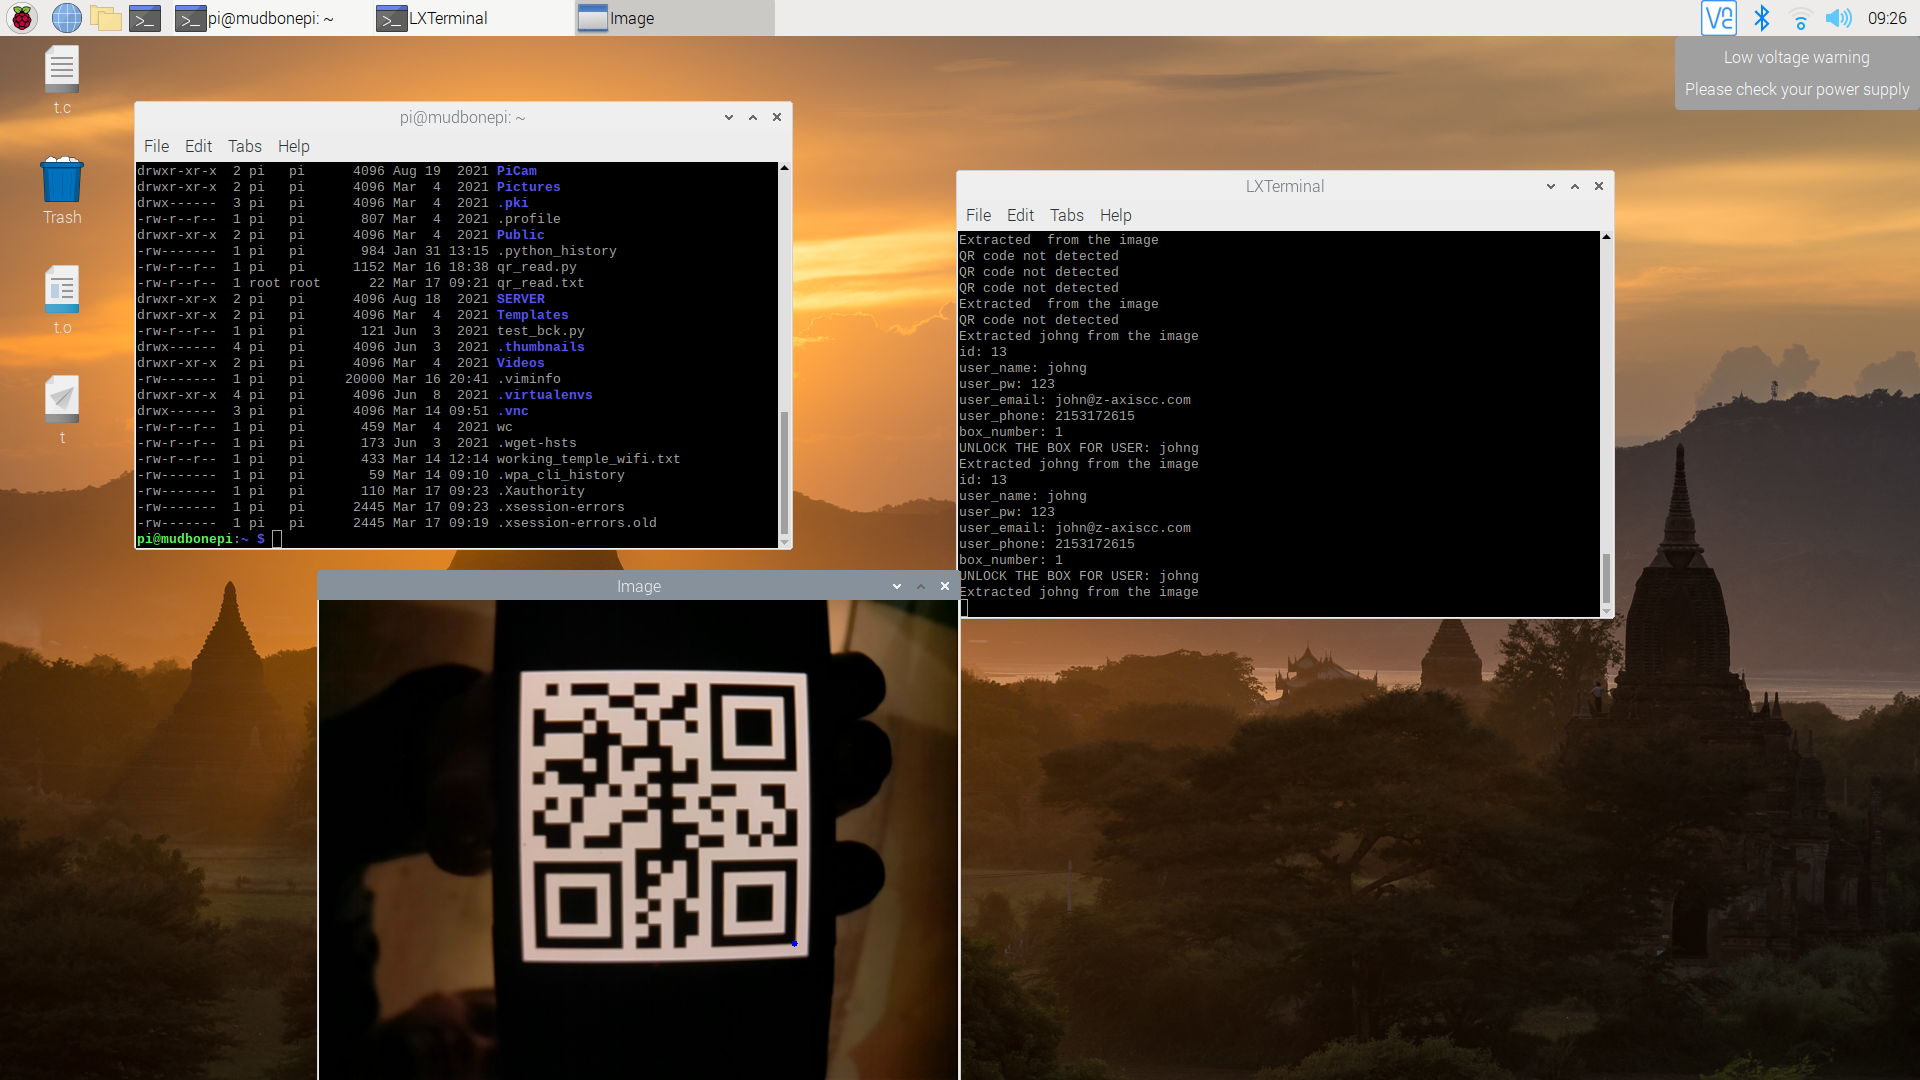 pi@mudbonepi: ~
LXTerminal
Image
VNC
09:26
Low voltage warning
Please check your power supply
t.c
Trash
t.o
t
pi@mudbonepi: ~
File Edit Tabs Help
drwxr-xr-x 2 pi pi 4096 Aug 19 2021 PiCam
drwxr-xr-x 2 pi pi 4096 Mar 4 2021 Pictures
drwx------ 3 pi pi 4096 Mar 4 2021 .pki
-rw-r--r-- 1 pi pi 807 Mar 4 2021 .profile
drwxr-xr-x 2 pi pi 4096 Mar 4 2021 Public
-rw------- 1 pi pi 984 Jan 31 13:15 .python_history
-rw-r--r-- 1 pi pi 1152 Mar 16 18:38 qr_read.py
-rw-r--r-- 1 root root 22 Mar 17 09:21 qr_read.txt
drwxr-xr-x 2 pi pi 4096 Aug 18 2021 SERVER
drwxr-xr-x 2 pi pi 4096 Mar 4 2021 Templates
-rw-r--r-- 1 pi pi 121 Jun 3 2021 test_bck.py
drwx------ 4 pi pi 4096 Jun 3 2021 .thumbnails
drwxr-xr-x 2 pi pi 4096 Mar 4 2021 Videos
-rw------- 1 pi pi 20000 Mar 16 20:41 .viminfo
drwxr-xr-x 4 pi pi 4096 Jun 8 2021 .virtualenvs
drwx------ 3 pi pi 4096 Mar 14 09:51 .vnc
-rw-r--r-- 1 pi pi 459 Mar 4 2021 wc
-rw-r--r-- 1 pi pi 173 Jun 3 2021 .wget-hsts
-rw-r--r-- 1 pi pi 433 Mar 14 12:14 working_temple_wifi.txt
-rw------- 1 pi pi 59 Mar 14 09:10 .wpa_cli_history
-rw------- 1 pi pi 110 Mar 17 09:23 .Xauthority
-rw------- 1 pi pi 2445 Mar 17 09:23 .xsession-errors
-rw------- 1 pi pi 2445 Mar 17 09:19 .xsession-errors.old
pi@mudbonepi:~ $
LXTerminal
File Edit Tabs Help
Extracted  from the image
QR code not detected
QR code not detected
QR code not detected
Extracted  from the image
QR code not detected
Extracted johng from the image
id: 13
user_name: johng
user_pw: 123
user_email: john@z-axiscc.com
user_phone: 2153172615
box_number: 1
UNLOCK THE BOX FOR USER: johng
Extracted johng from the image
id: 13
user_name: johng
user_pw: 123
user_email: john@z-axiscc.com
user_phone: 2153172615
box_number: 1
UNLOCK THE BOX FOR USER: johng
Extracted johng from the image
Image